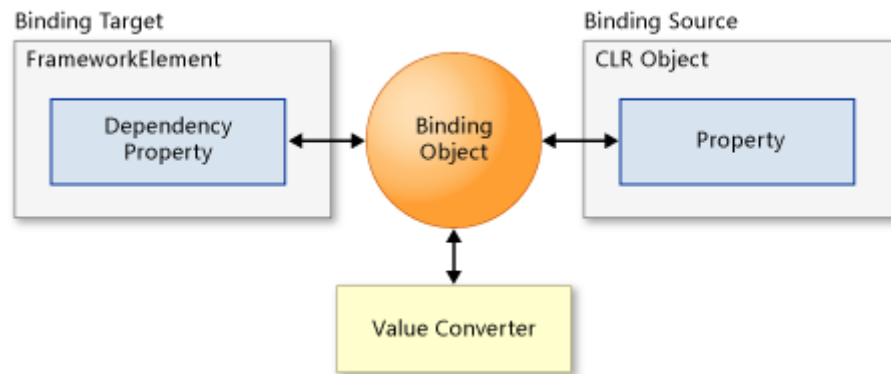 Binding Target
Binding Source
FrameworkElement
CLR Object
Dependency
Property
Binding
Object
Property
Value Converter